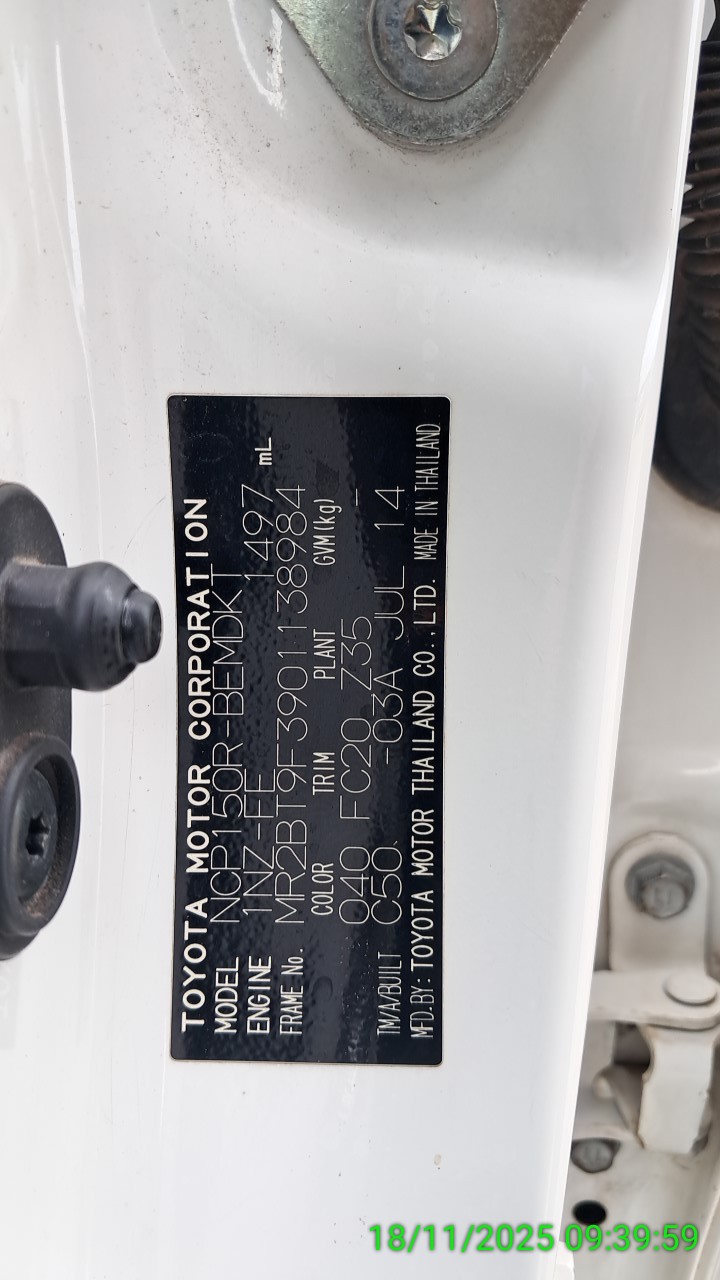 TOYOTA MOTOR CORPORATION
MODEL NCP150R-BEMDKT
ENGINE 1NZ-FE 1497 mL
FRAME No. MR2BT9F3901138984
COLOR TRIM PLANT GVM(kg)
040 FC20 Z35 -
TM/A/BUILT C50 -03A JUL 14
MFD.BY: TOYOTA MOTOR THAILAND CO.,LTD. MADE IN THAILAND
18/11/2025 09:39:59